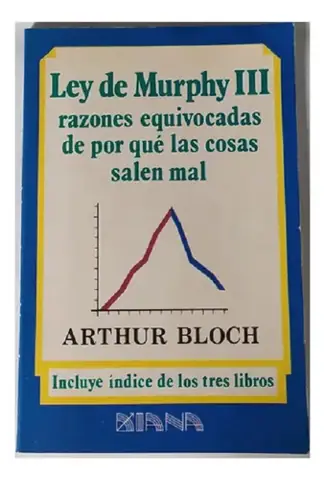 Ley de Murphy III
razones equivocadas
de por qué las cosas
salen mal
ARTHUR BLOCH
Incluye índice de los tres libros
DIANA